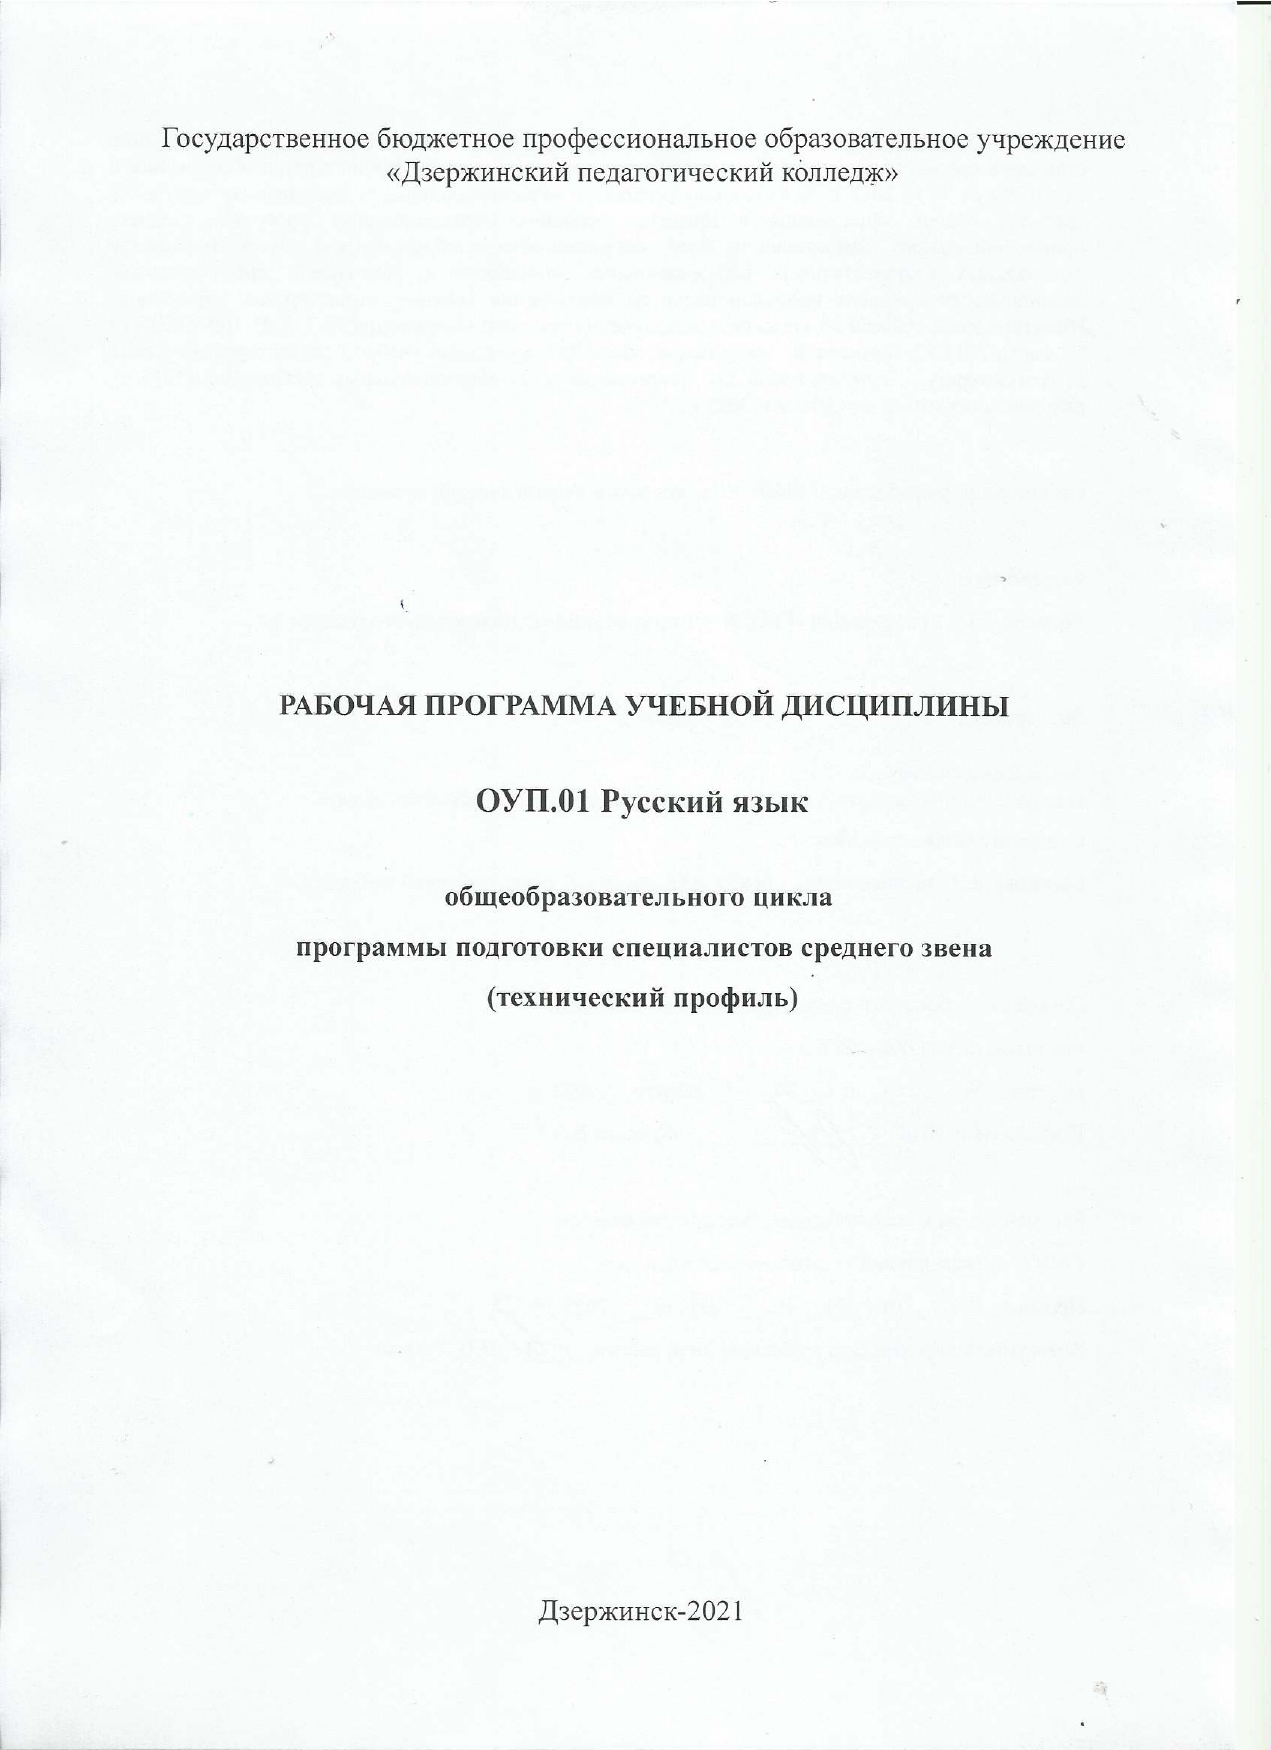 Государственное бюджетное профессиональное образовательное учреждение
«Дзержинский педагогический колледж»
РАБОЧАЯ ПРОГРАММА УЧЕБНОЙ ДИСЦИПЛИНЫ
ОУП.01 Русский язык
общеобразовательного цикла
программы подготовки специалистов среднего звена
(технический профиль)
Дзержинск-2021